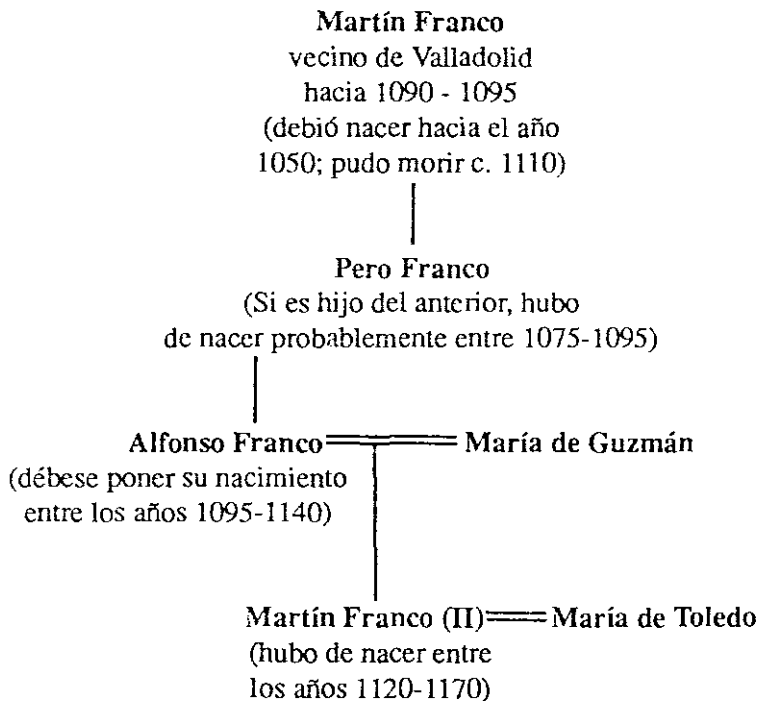 Martín Franco
vecino de Valladolid
hacia 1090 - 1095
(debió nacer hacia el año
1050; pudo morir c. 1110)
Pero Franco
(Si es hijo del anterior, hubo
de nacer probablemente entre 1075-1095)
Alfonso Franco María de Guzmán
(débese poner su nacimiento
entre los años 1095-1140)
Martín Franco (II) María de Toledo
(hubo de nacer entre
los años 1120-1170)